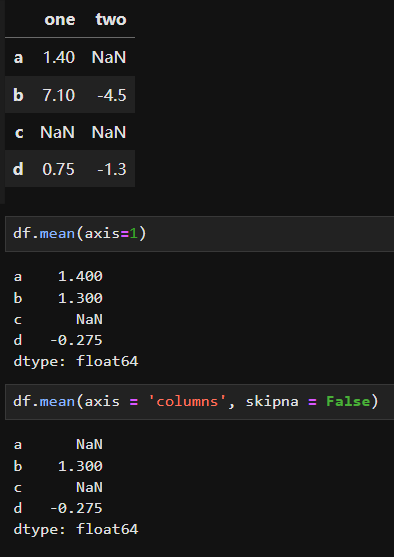 one two
a 1.40 NaN
b 7.10 -4.5
c NaN NaN
d 0.75 -1.3
df.mean(axis=1)
a 1.400
b 1.300
c NaN
d -0.275
dtype: float64
df.mean(axis = 'columns', skipna = False)
a NaN
b 1.300
c NaN
d -0.275
dtype: float64